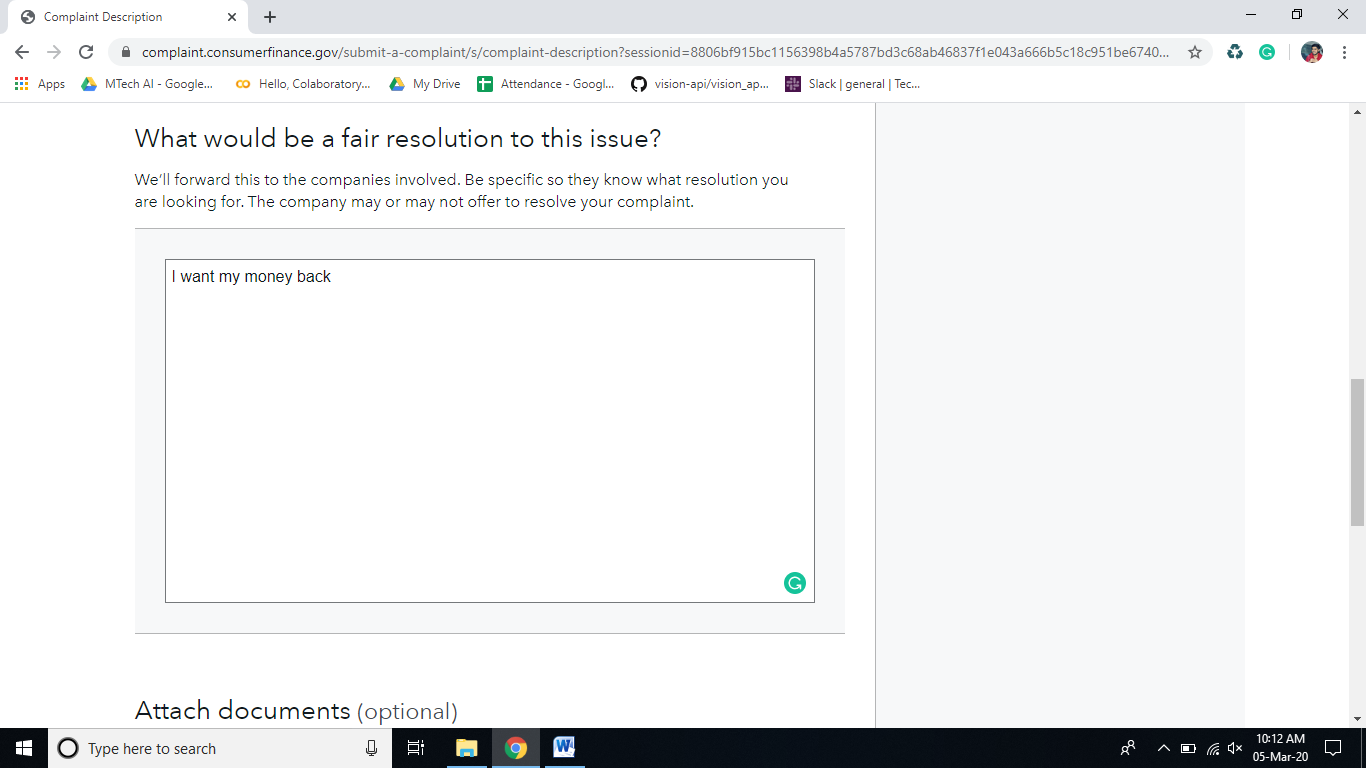 Complaint Description
complaint.consumerfinance.gov/submit-a-complaint/s/complaint-description?sessionid=8806bf915bc1156398b4a5787bd3c68ab46837f1e043a666b5c18c951be6740...
Apps MTech AI - Google... Hello, Colaboratory... My Drive Attendance - Googl... vision-api/vision_ap... Slack | general | Tec...
What would be a fair resolution to this issue?
We'll forward this to the companies involved. Be specific so they know what resolution you
are looking for. The company may or may not offer to resolve your complaint.
I want my money back
Attach documents (optional)
Type here to search
10:12 AM
05-Mar-20